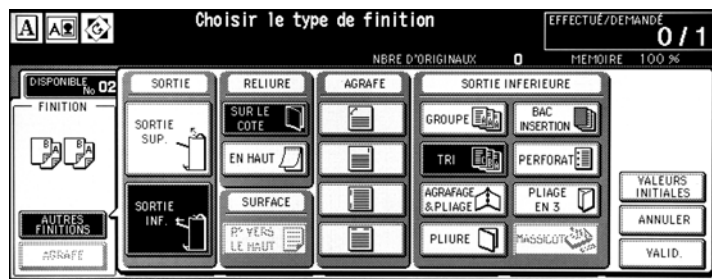 A A Choisir le type de finition EFFECTUÉ/DEMANDÉ
0 / 1
NBRE D'ORIGINAUX 0 MEMOIRE 100 %
DISPONIBLE No 02
FINITION
B A B A
AUTRES
FINITIONS
AGRAFE
SORTIE
SORTIE
SUP.
SORTIE
INF.
RELIURE
SUR LE
COTE
EN HAUT
SURFACE
Rº VERS
LE HAUT
AGRAFE
SORTIE INFERIEURE
GROUPE
BAC
INSERTION
TRI
PERFORAT
AGRAFAGE
&PLIAGE
PLIAGE
EN 3
PLIURE
MASSICOT
VALEURS
INITIALES
ANNULER
VALID.